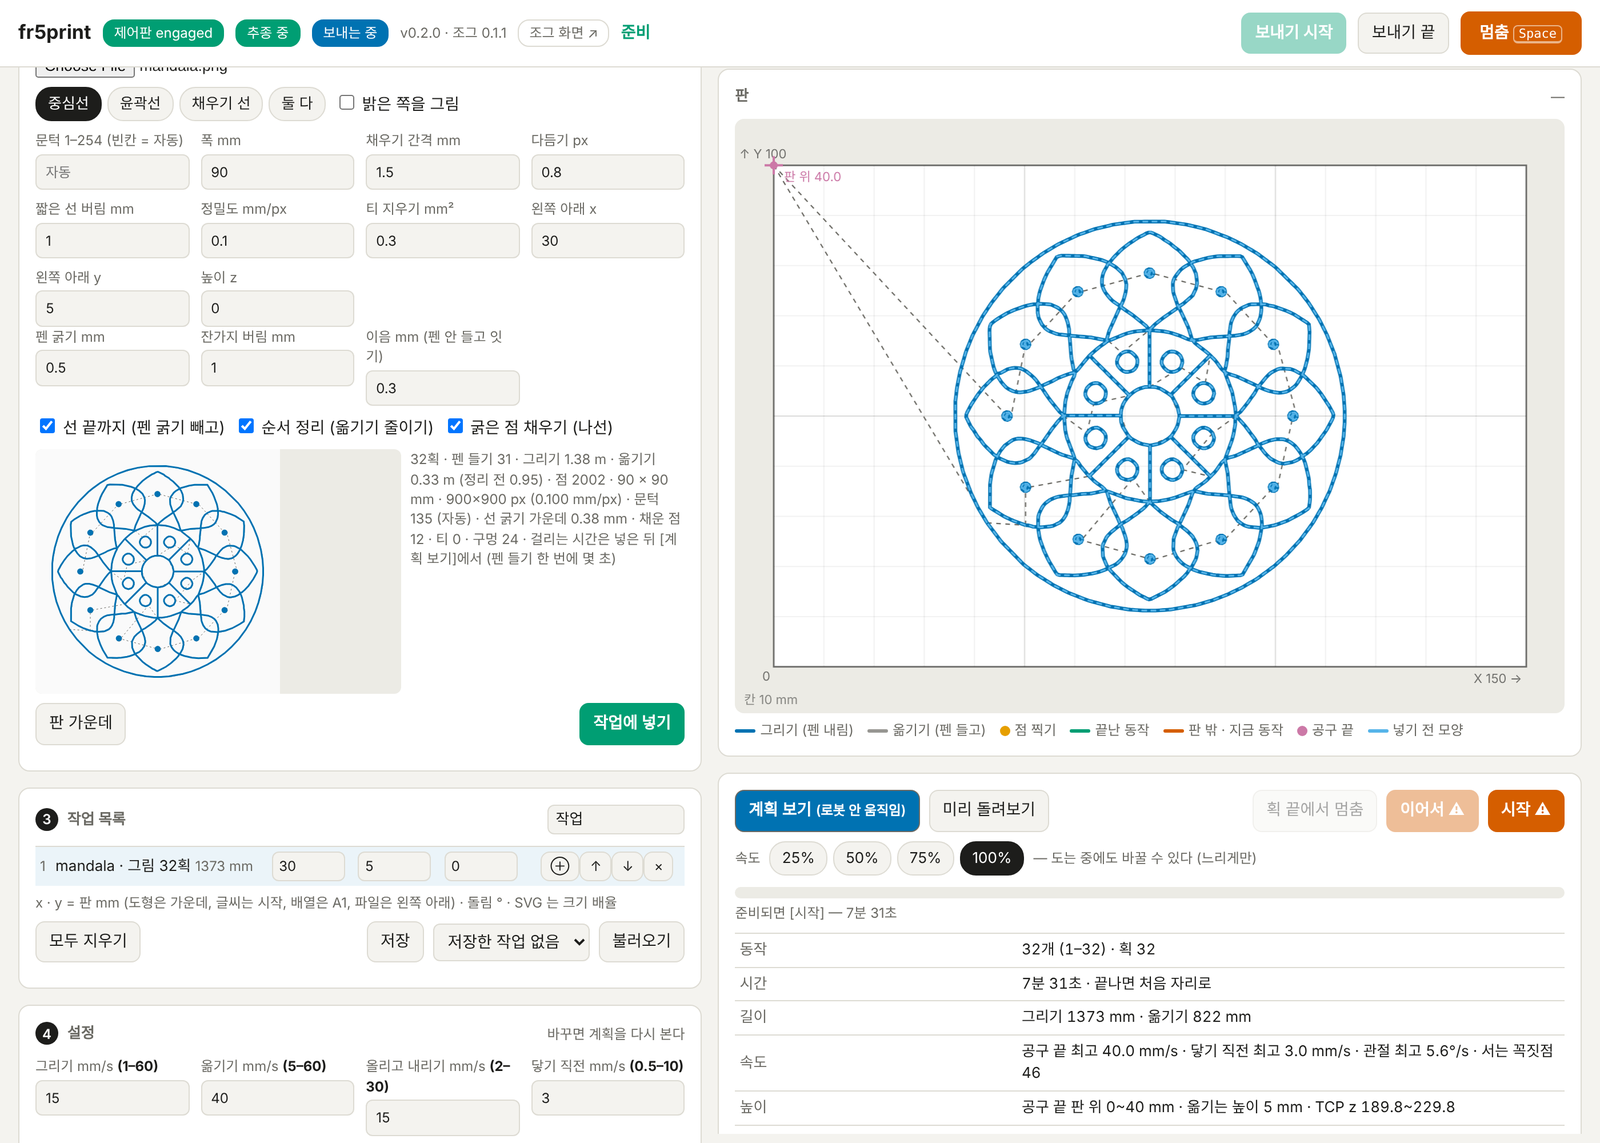 fr5print 제어판 engaged 추종 중 보내는 중 v0.2.0 · 조그 0.1.1 조그 화면 ↗ 준비 보내기 시작 보내기 끝 멈춤 Space
Choose File mandala.png
중심선 윤곽선 채우기 선 둘 다 밝은 쪽을 그림
문턱 1–254 (빈칸 = 자동) 폭 mm 채우기 간격 mm 다듬기 px
자동 90 1.5 0.8
짧은 선 버림 mm 정밀도 mm/px 티 지우기 mm² 왼쪽 아래 x
1 0.1 0.3 30
왼쪽 아래 y 높이 z
5 0
펜 굵기 mm 잔가지 버림 mm 이음 mm (펜 안 들고 잇
기)
0.5 1 0.3
선 끝까지 (펜 굵기 빼고) 순서 정리 (옮기기 줄이기) 굵은 점 채우기 (나선)
32획 · 펜 들기 31 · 그리기 1.38 m · 옮기기
0.33 m (정리 전 0.95) · 점 2002 · 90 × 90
mm · 900×900 px (0.100 mm/px) · 문턱
135 (자동) · 선 굵기 가운데 0.38 mm · 채운 점
12 · 티 0 · 구멍 24 · 걸리는 시간은 넣은 뒤 [계
획 보기]에서 (펜 들기 한 번에 몇 초)
판 가운데 작업에 넣기
3 작업 목록 작업
1 mandala · 그림 32획 1373 mm 30 5 0 ↑ ↓ ×
x · y = 판 mm (도형은 가운데, 글씨는 시작, 배열은 A1, 파일은 왼쪽 아래) · 돌림 ° · SVG 는 크기 배율
모두 지우기 저장 저장한 작업 없음 불러오기
4 설정 바꾸면 계획을 다시 본다
그리기 mm/s (1–60) 옮기기 mm/s (5–60) 올리고 내리기 mm/s (2–
30) 닿기 직전 mm/s (0.5–10)
15 40 15 3
판 —
↑ Y 100
판 위 40.0
0 X 150 →
칸 10 mm
그리기 (펜 내림) 옮기기 (펜 들고) 점 찍기 끝난 동작 판 밖 · 지금 동작 공구 끝 넣기 전 모양
계획 보기 (로봇 안 움직임) 미리 돌려보기 획 끝에서 멈춤 이어서 ⚠ 시작 ⚠
속도 25% 50% 75% 100% — 도는 중에도 바꿀 수 있다 (느리게만)
준비되면 [시작] — 7분 31초
동작 32개 (1–32) · 획 32
시간 7분 31초 · 끝나면 처음 자리로
길이 그리기 1373 mm · 옮기기 822 mm
속도 공구 끝 최고 40.0 mm/s · 닿기 직전 최고 3.0 mm/s · 관절 최고 5.6°/s · 서는 꼭짓점
46
높이 공구 끝 판 위 0~40 mm · 옮기는 높이 5 mm · TCP z 189.8~229.8